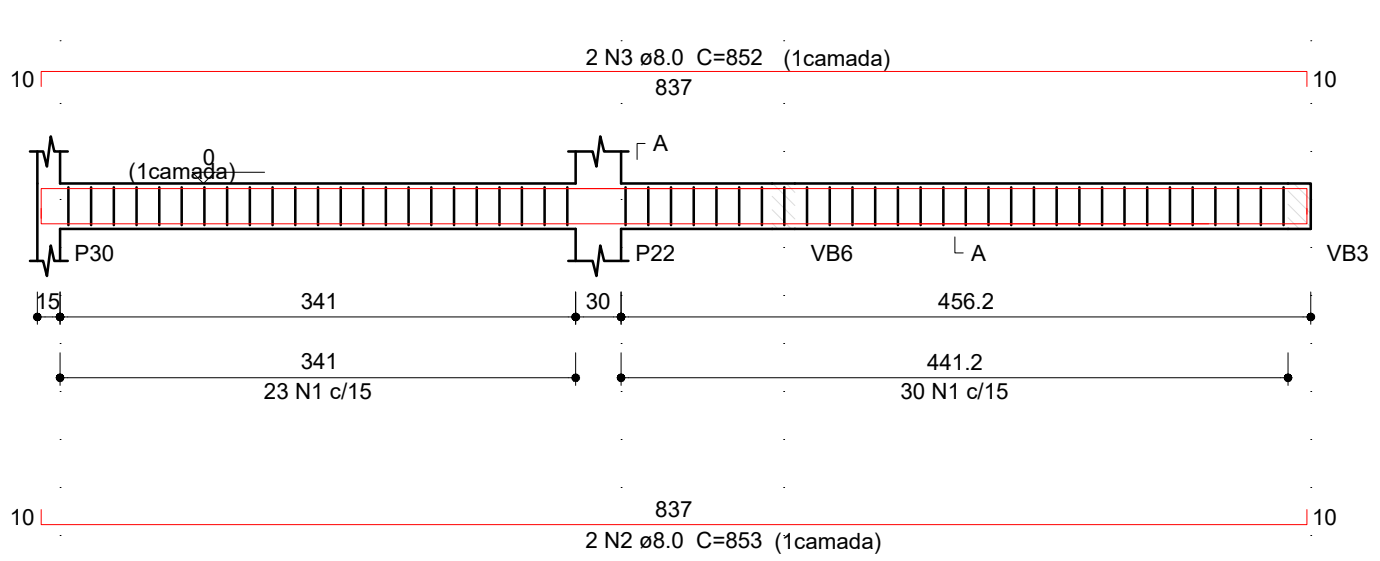 2 N3 ø8.0 C=852 (1camada)
10 837 10
A
0
(1camada)
P30 P22 VB6 A VB3
15 341 30 456.2
341 441.2
23 N1 c/15 30 N1 c/15
10 837 10
2 N2 ø8.0 C=853 (1camada)